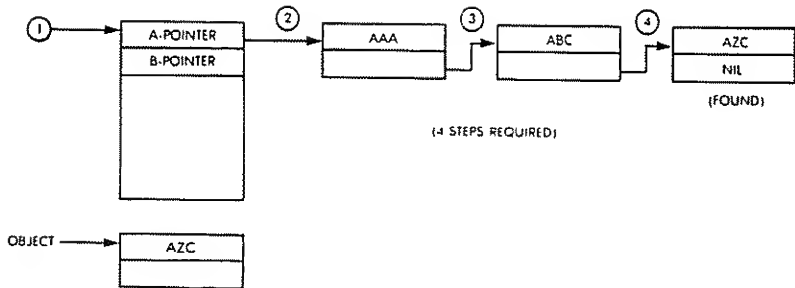 1
A-POINTER
B-POINTER
2
AAA
3
ABC
4
AZC
NIL
(FOUND)
(4 STEPS REQUIRED)
OBJECT
AZC